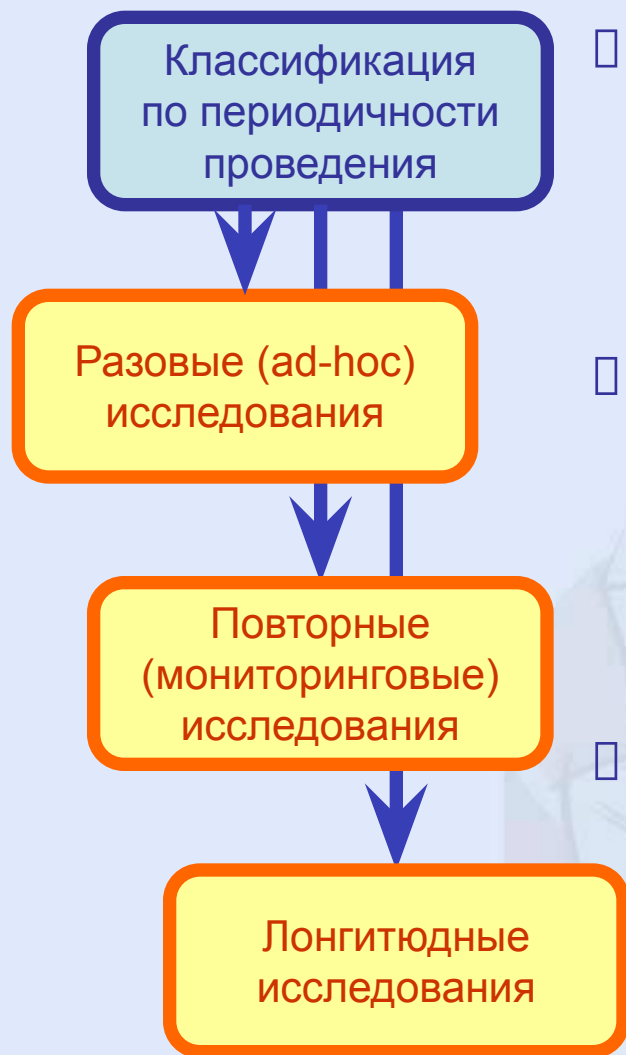 Классификация
по периодичности
проведения
Разовые (ad-hoc)
исследования
Повторные
(мониторинговые)
исследования
Лонгитюдные
исследования